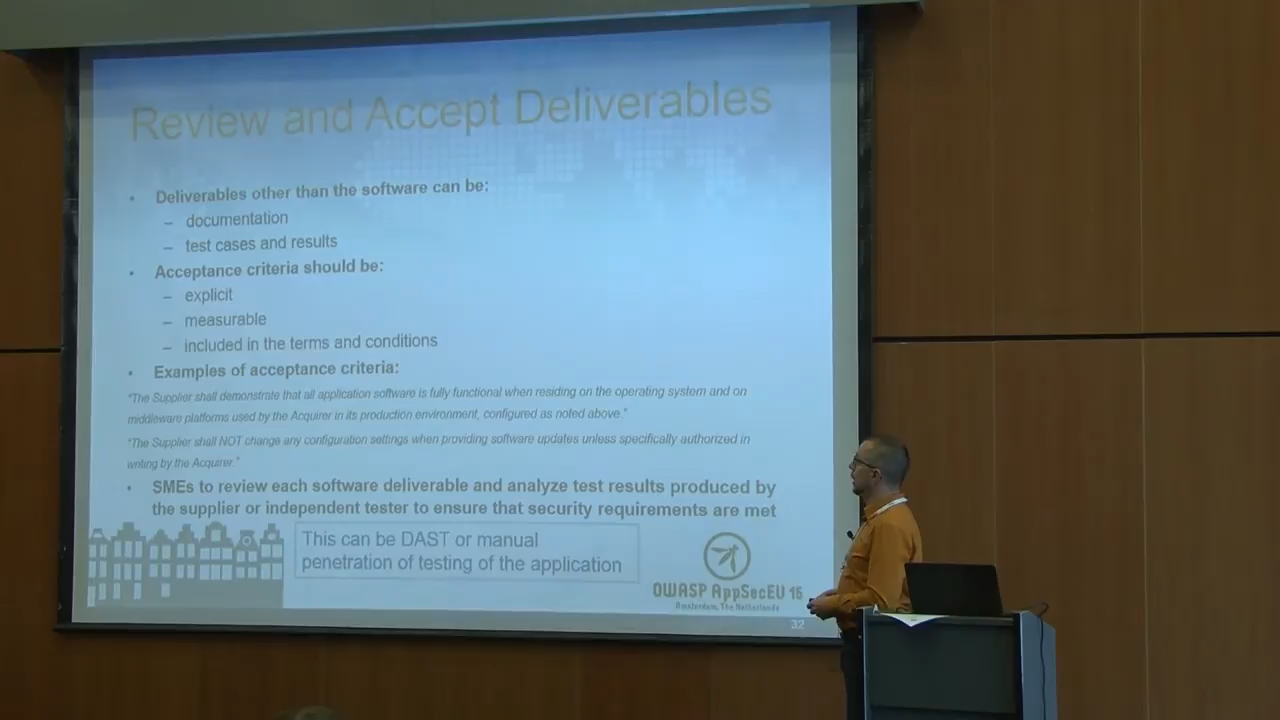 Review and Accept Deliverables
• Deliverables other than the software can be:
– documentation
– test cases and results
• Acceptance criteria should be:
– explicit
– measurable
– included in the terms and conditions
• Examples of acceptance criteria:
"The Supplier shall demonstrate that all application software is fully functional when residing on the operating system and on
middleware platforms used by the Acquirer in its production environment, configured as noted above."
"The Supplier shall NOT change any configuration settings when providing software updates unless specifically authorized in
writing by the Acquirer."
• SMEs to review each software deliverable and analyze test results produced by
the supplier or independent tester to ensure that security requirements are met
This can be DAST or manual
penetration of testing of the application
OWASP AppSecEU 15
Amsterdam, The Netherlands
32